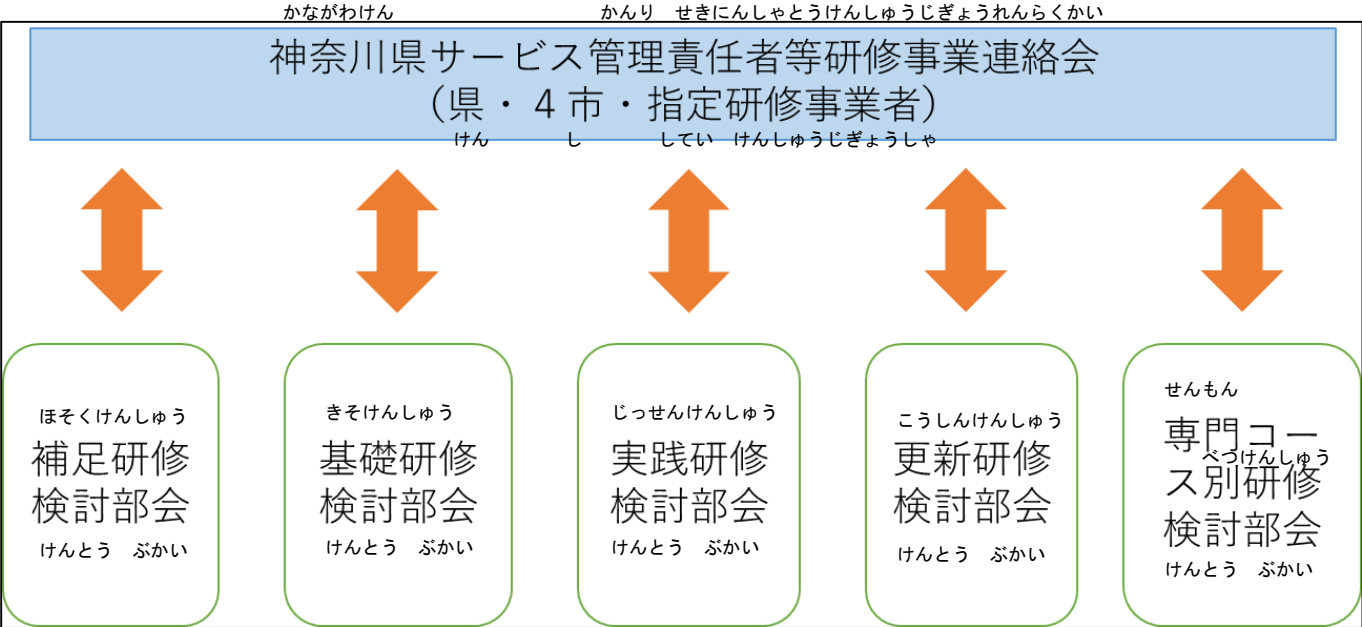 かながわけん　かんり　せきにんしゃとうけんしゅうじぎょうれんらくかい
神奈川県サービス管理責任者等研修事業連絡会
（県・４市・指定研修事業者）
けん　し　してい　けんしゅうじぎょうしゃ
ほそくけんしゅう
補足研修
検討部会
けんとう　ぶかい
きそけんしゅう
基礎研修
検討部会
けんとう　ぶかい
じっせんけんしゅう
実践研修
検討部会
けんとう　ぶかい
こうしんけんしゅう
更新研修
検討部会
けんとう　ぶかい
せんもん
専門コー
べづけんしゅう
ス別研修
検討部会
けんとう　ぶかい